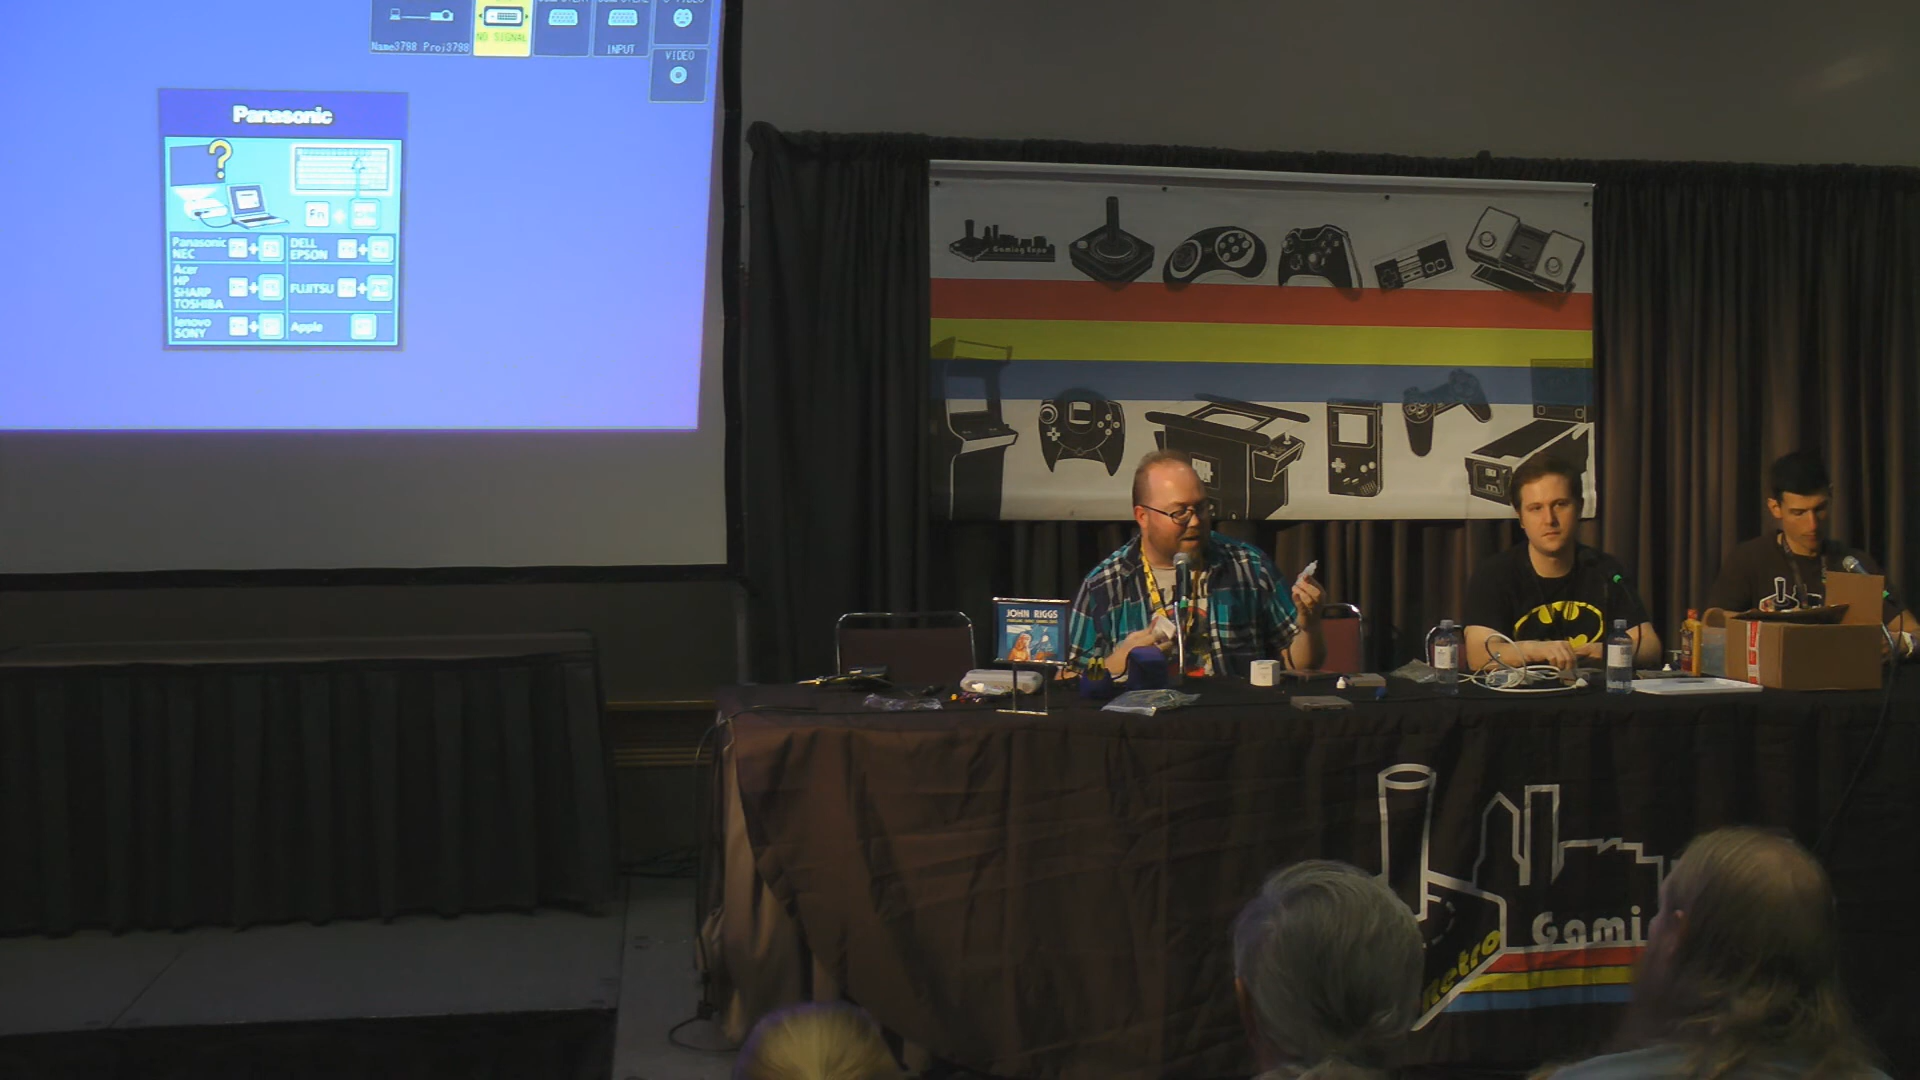 Name3798 Proj3798
NO SIGNAL
INPUT
VIDEO
Panasonic
?
Fn +
Panasonic
NEC
DELL
EPSON
Acer
HP
SHARP
TOSHIBA
FUJITSU
lenovo
SONY
Apple
Gaming Expo
JOHN RIGGS
Retro
Gami